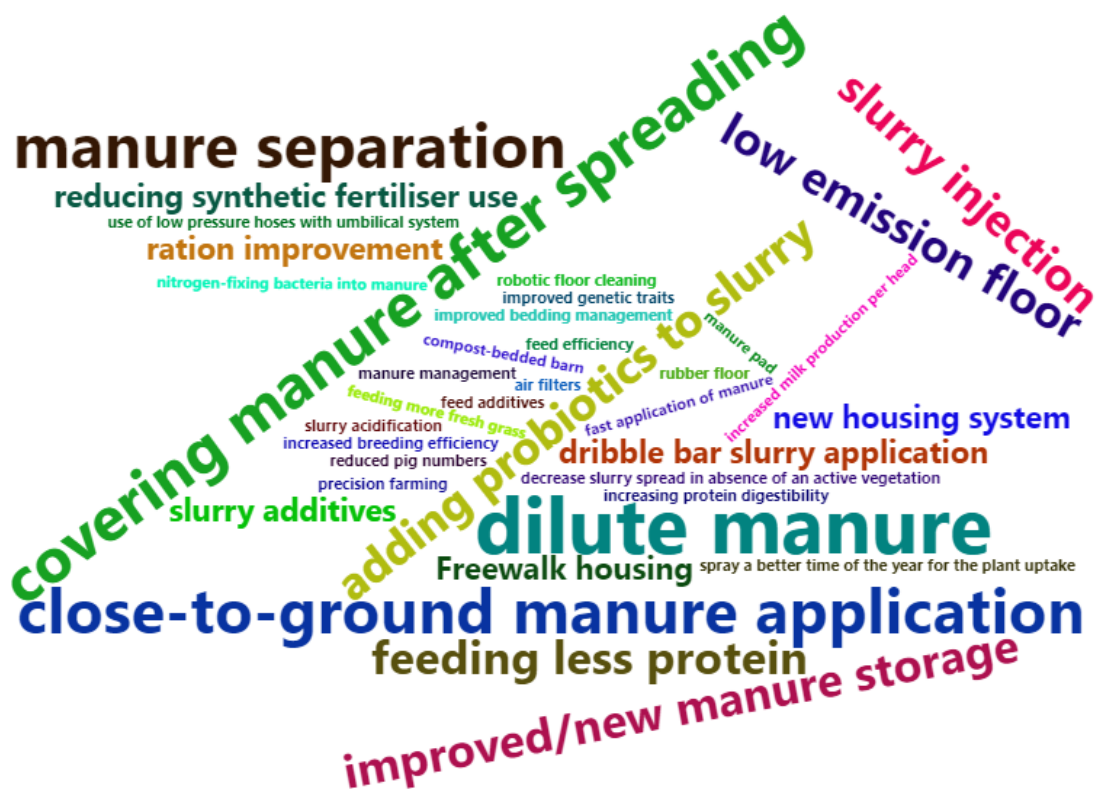 covering manure after spreading
slurry injection
low emission floor
manure separation
reducing synthetic fertiliser use
use of low pressure hoses with umbilical system
ration improvement
nitrogen-fixing bacteria into manure
robotic floor cleaning
improved genetic traits
improved bedding management
adding probiotics to slurry
increased milk production per head
manure pad
compost-bedded barn
feed efficiency
manure management
air filters
rubber floor
fast application of manure
feeding more fresh grass
feed additives
new housing system
slurry acidification
increased breeding efficiency
dribble bar slurry application
reduced pig numbers
precision farming
decrease slurry spread in absence of an active vegetation
increasing protein digestibility
slurry additives
dilute manure
Freewalk housing
spray a better time of the year for the plant uptake
close-to-ground manure application
feeding less protein
improved/new manure storage